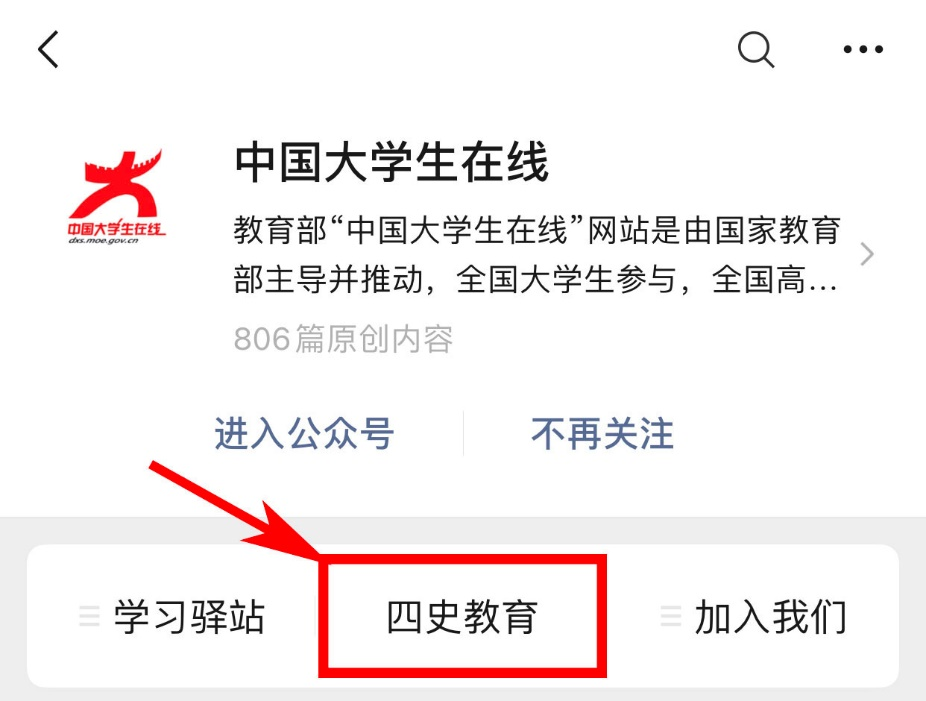 中国大学生在线
中国大学生在线
dxs.moe.gov.cn
教育部“中国大学生在线”网站是由国家教育
部主导并推动，全国大学生参与，全国高...
806篇原创内容
进入公众号
不再关注
学习驿站
四史教育
加入我们